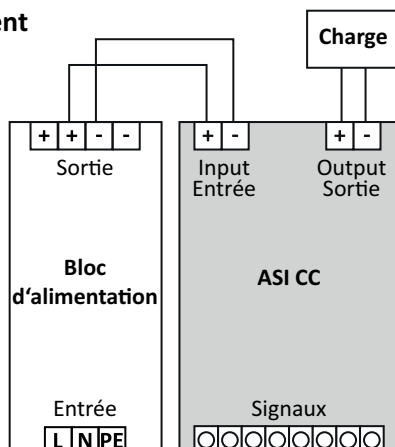 ent
Charge
+ + - -
+ -
+ -
Sortie
Input
Entrée
Output
Sortie
Bloc
d‘alimentation
ASI CC
Entrée
L N PE
Signaux